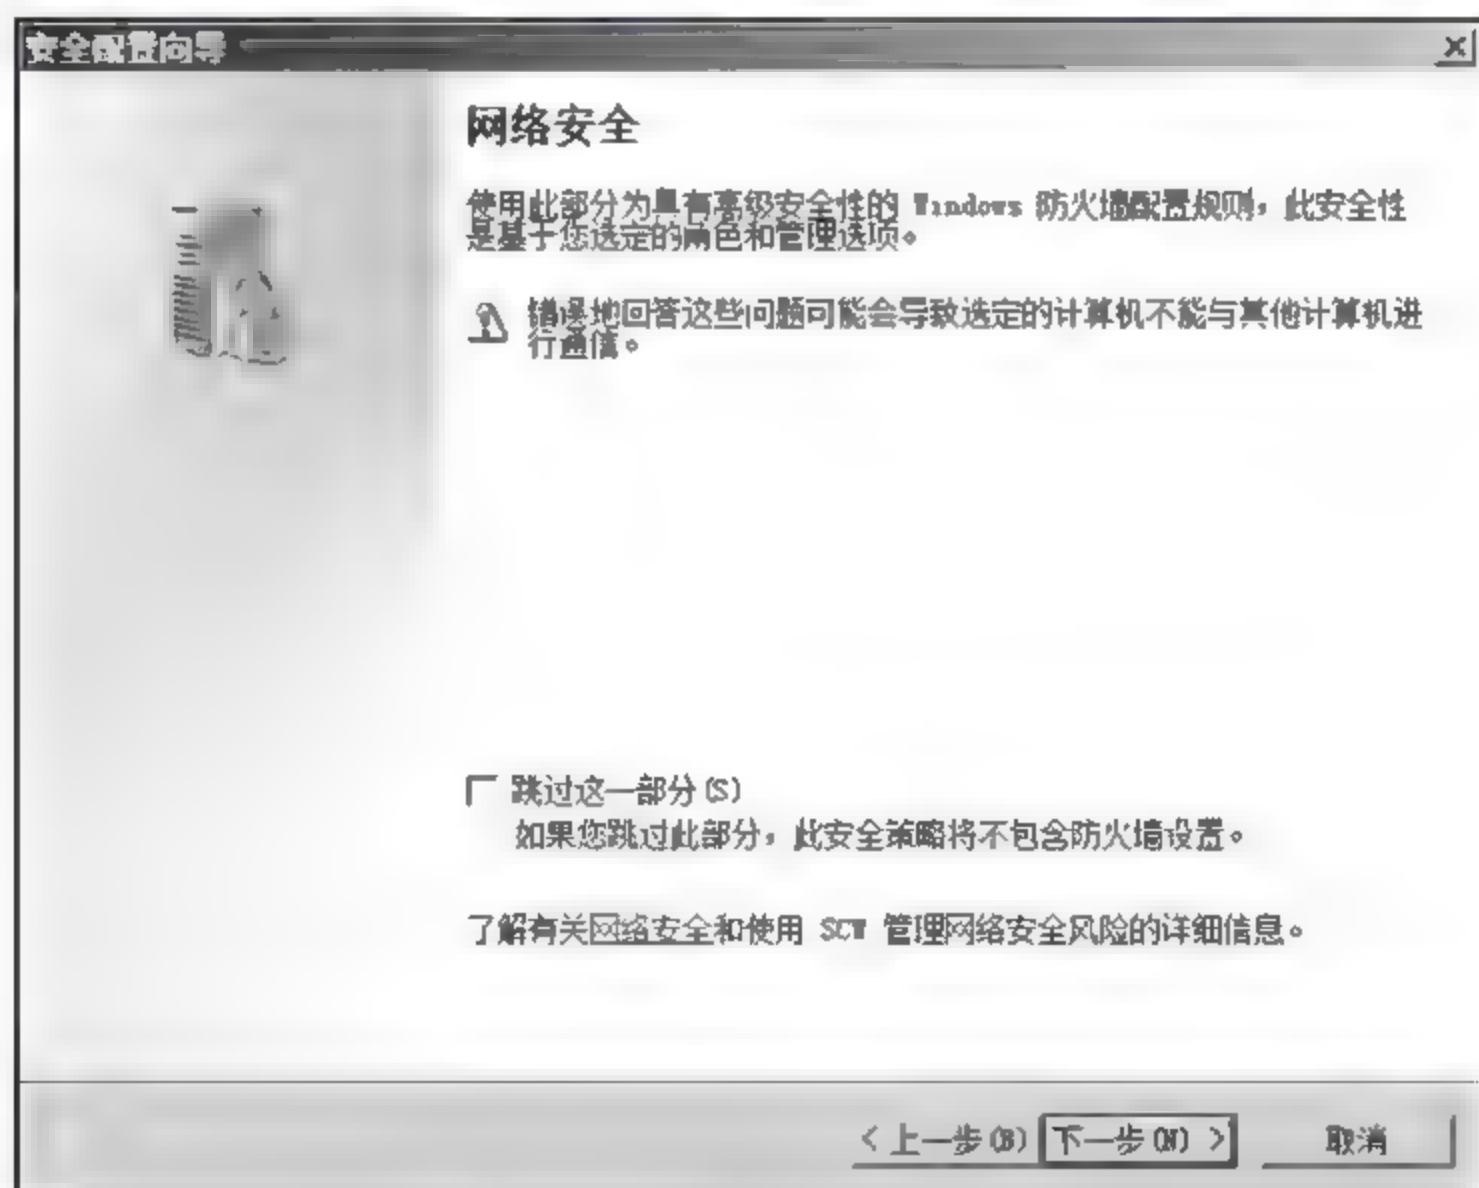 安全配置向导
网络安全
使用此部分为具有高级安全性的 Windows 防火墙配置规则，此安全性
是基于您选定的角色和管理选项。
错误地回答这些问题可能会导致选定的计算机不能与其他计算机进
行通信。
跳过这一部分(S)
如果您跳过此部分，此安全策略将不包含防火墙设置。
了解有关网络安全和使用 SCW 管理网络安全风险的详细信息。
< 上一步(B) 下一步(N) > 取消